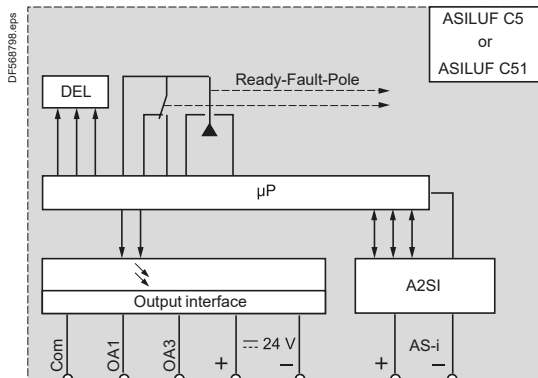 DF568798.eps
ASILUF C5
or
ASILUF C51
Ready-Fault-Pole
DEL
µP
A2SI
Output interface
Com
OA1
OA3
+
24 V
–
+
AS-i
–